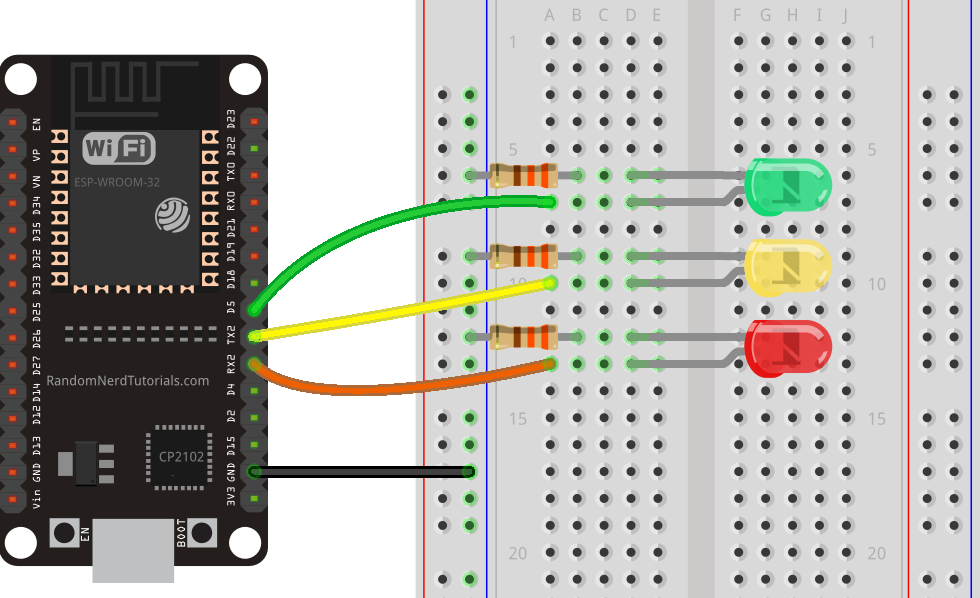 A B C D E F G H I J
1 1
5 5
10 10
15 15
20 20
EN
VP
VN
D34
D35
D32
D33
D25
D26
D27
D14
D12
D13
GND
Vin
D23
D22
TX0
RX0
D21
D19
D18
D5
TX2
RX2
D4
D2
D15
GND
3V3
WiFi
ESP-WROOM-32
RandomNerdTutorials.com
CP2102
EN
BOOT